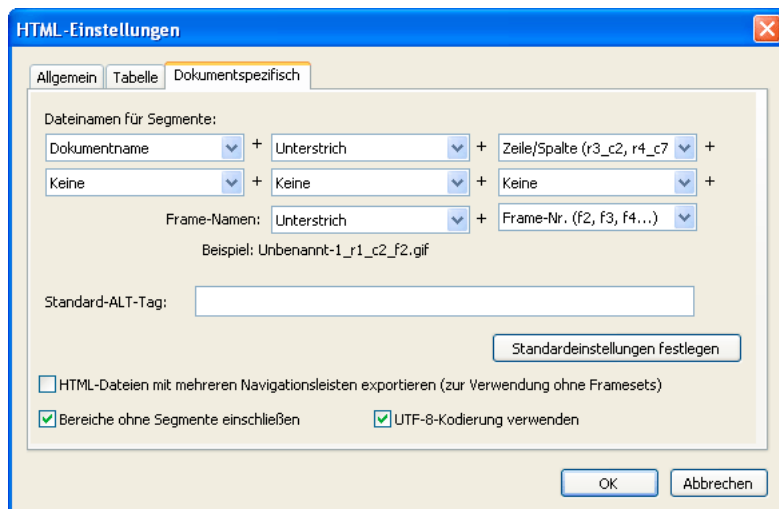 HTML-Einstellungen
Allgemein Tabelle Dokumentspezifisch
Dateinamen für Segmente:
Dokumentname + Unterstrich + Zeile/Spalte (r3_c2, r4_c7 +
Keine + Keine + Keine +
Frame-Namen: Unterstrich + Frame-Nr. (f2, f3, f4...)
Beispiel: Unbenannt-1_r1_c2_f2.gif
Standard-ALT-Tag:
Standardeinstellungen festlegen
HTML-Dateien mit mehreren Navigationsleisten exportieren (zur Verwendung ohne Framesets)
Bereiche ohne Segmente einschließen UTF-8-Kodierung verwenden
OK Abbrechen